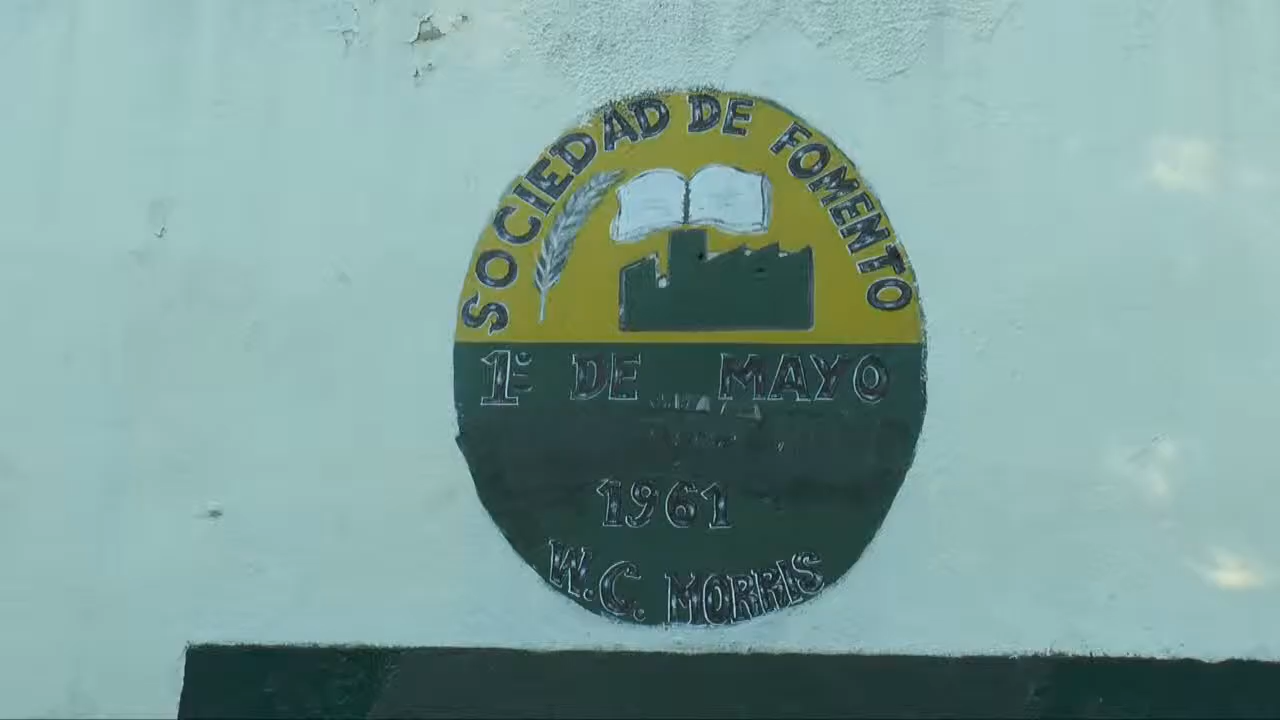 SOCIEDAD DE FOMENTO
1º DE MAYO
1961
W.C. MORRIS